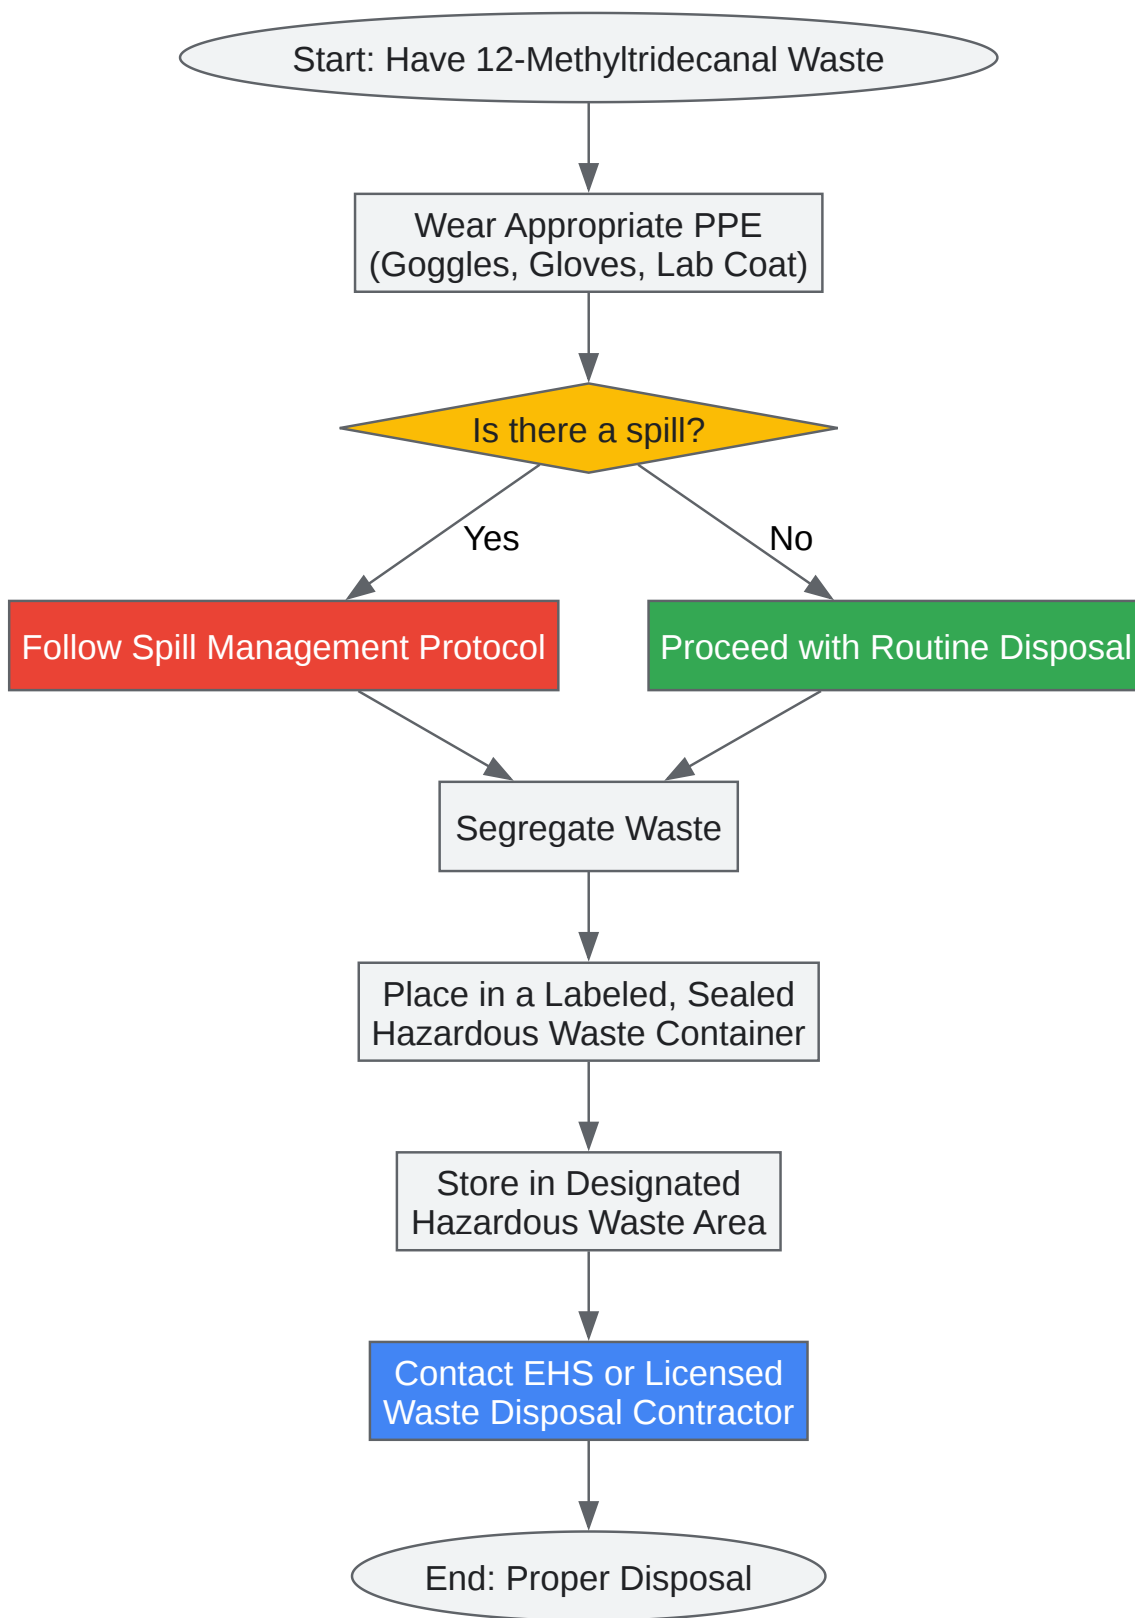 Start: Have 12-Methyltridecanal Waste
Wear Appropriate PPE
(Goggles, Gloves, Lab Coat)
Is there a spill?
Yes
No
Follow Spill Management Protocol
Proceed with Routine Disposal
Segregate Waste
Place in a Labeled, Sealed
Hazardous Waste Container
Store in Designated
Hazardous Waste Area
Contact EHS or Licensed
Waste Disposal Contractor
End: Proper Disposal